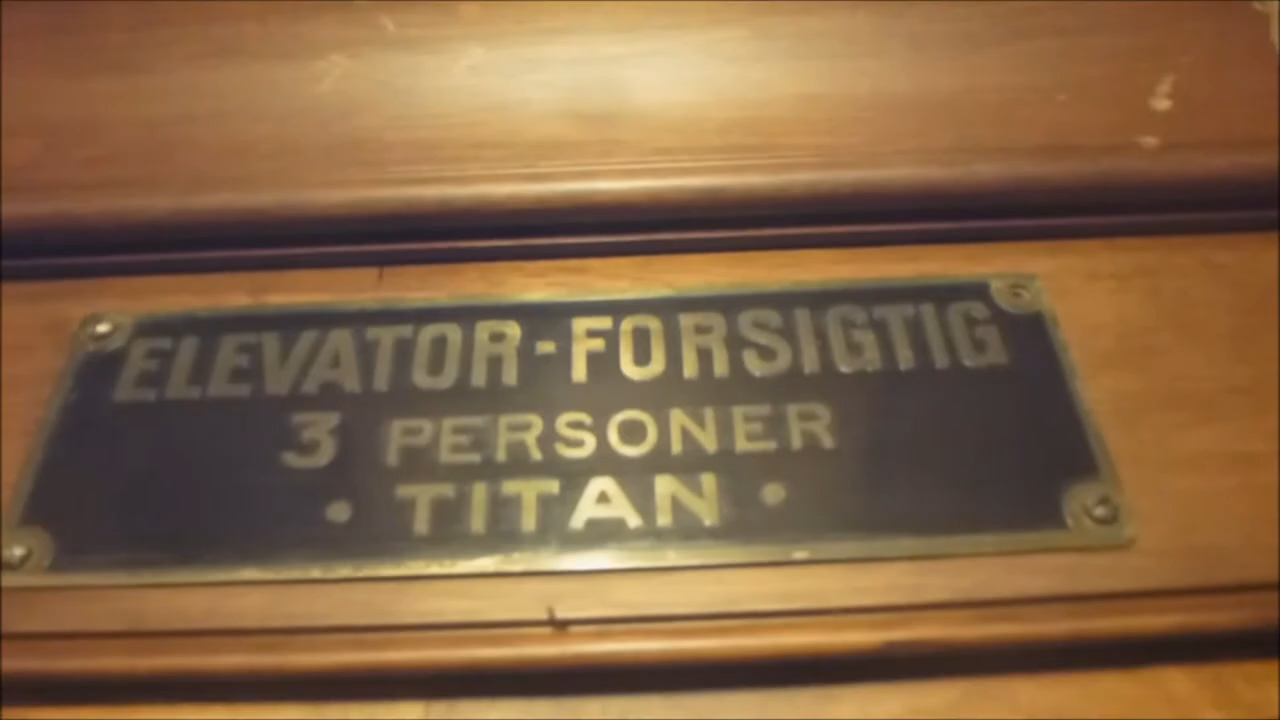 ELEVATOR-FORSIGTIG
3 PERSONER
• TITAN •